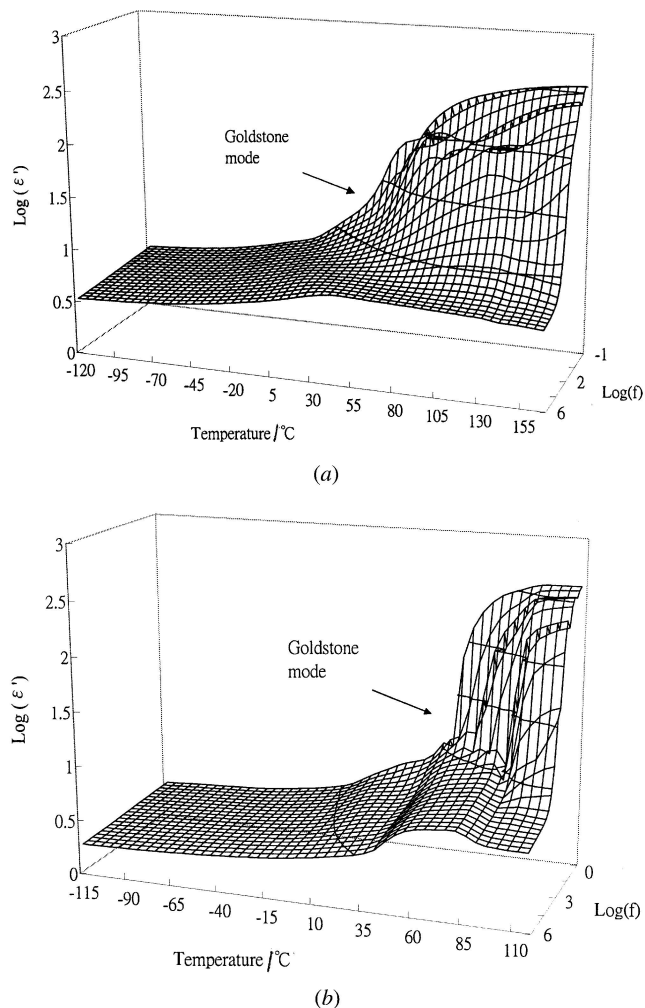 3
2.5
2
1.5
1
0.5
0
Log ( ε' )
Goldstone
mode
-120 -95 -70 -45 -20 5 30 55 80 105 130 155
-1
2
6
Log(f)
Temperature /°C
(a)
3
2.5
2
1.5
1
0.5
0
Log ( ε' )
Goldstone
mode
-115 -90 -65 -40 -15 10 35 60 85 110
0
3
6
Log(f)
Temperature /°C
(b)